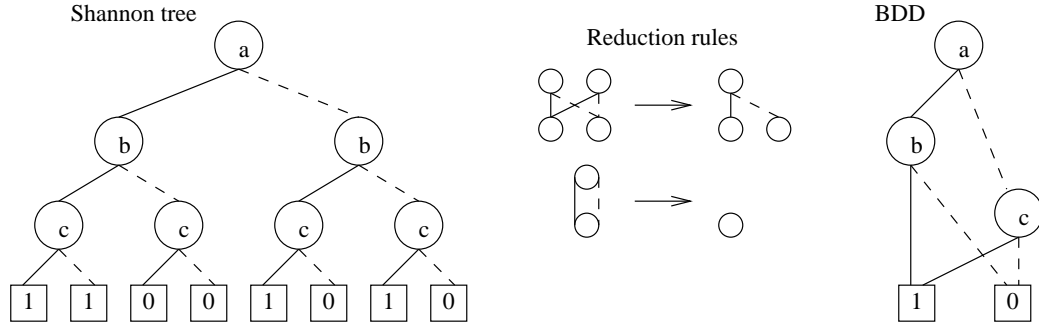 Shannon tree
Reduction rules
BDD
a
b b
c c c c
1 1 0 0 1 0 1 0
a
b
c
1 0